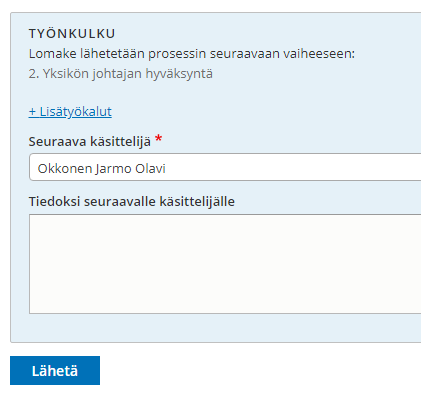 TYÖNKULKU
Lomake lähetetään prosessin seuraavaan vaiheeseen:
2. Yksikön johtajan hyväksyntä
+ Lisätyökalut
Seuraava käsittelijä *
Okkonen Jarmo Olavi
Tiedoksi seuraavalle käsittelijälle
Lähetä